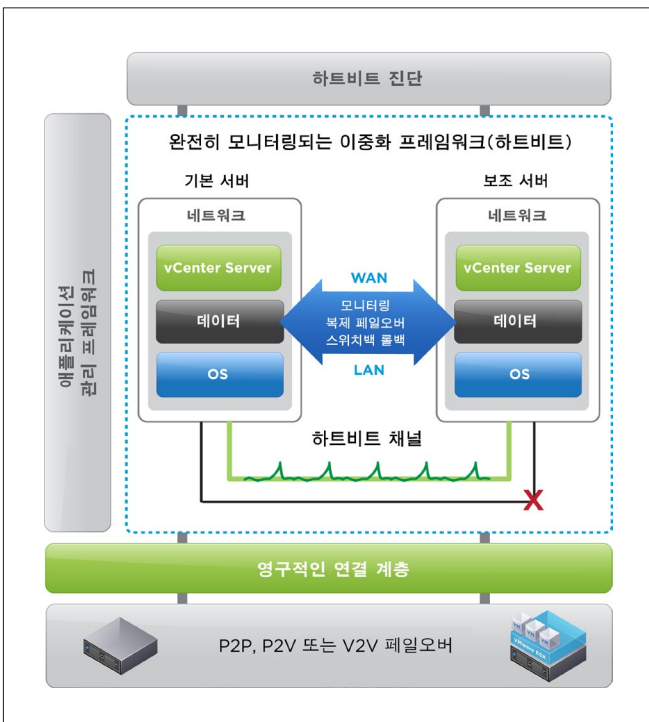 하트비트 진단
애플리케이션
관리 프레임워크
완전히 모니터링되는 이중화 프레임워크(하트비트)
기본 서버
보조 서버
네트워크
vCenter Server
데이터
OS
WAN
모니터링
복제 페일오버
스위치백 롤백
LAN
네트워크
vCenter Server
데이터
OS
하트비트 채널
X
영구적인 연결 계층
P2P, P2V 또는 V2V 페일오버
VM
VM
VM
VMware ESX